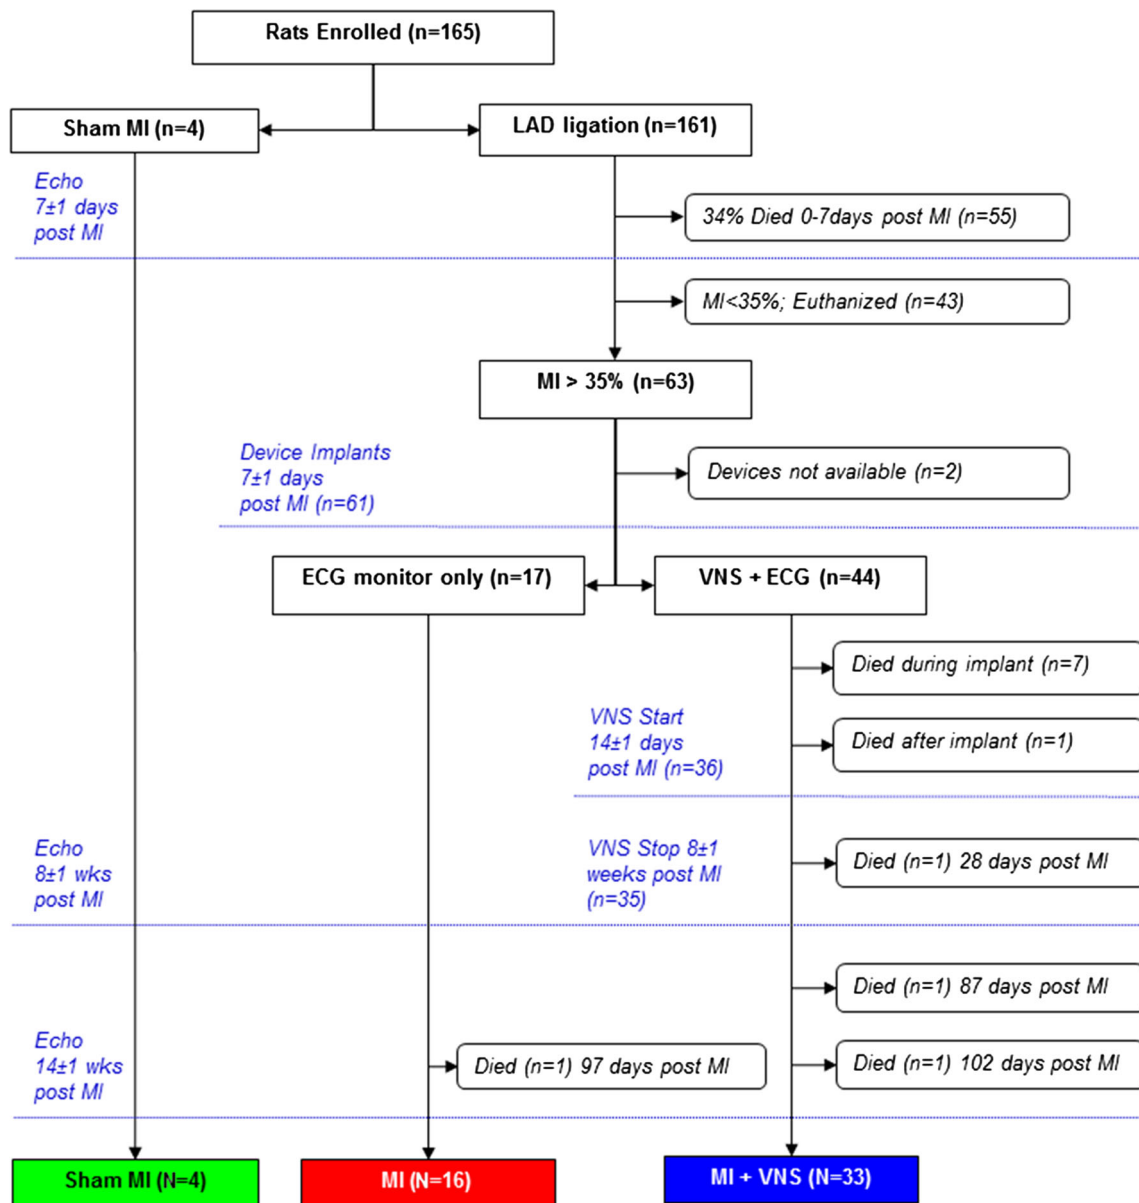 Rats Enrolled (n=165)
Sham MI (n=4)
LAD ligation (n=161)
Echo
7±1 days
post MI
34% Died 0-7days post MI (n=55)
MI<35%; Euthanized (n=43)
MI > 35% (n=63)
Device Implants
7±1 days
post MI (n=61)
Devices not available (n=2)
ECG monitor only (n=17)
VNS + ECG (n=44)
Died during implant (n=7)
VNS Start
14±1 days
post MI (n=36)
Died after implant (n=1)
Echo
8±1 wks
post MI
VNS Stop 8±1
weeks post MI
(n=35)
Died (n=1) 28 days post MI
Died (n=1) 87 days post MI
Echo
14±1 wks
post MI
Died (n=1) 97 days post MI
Died (n=1) 102 days post MI
Sham MI (N=4)
MI (N=16)
MI + VNS (N=33)